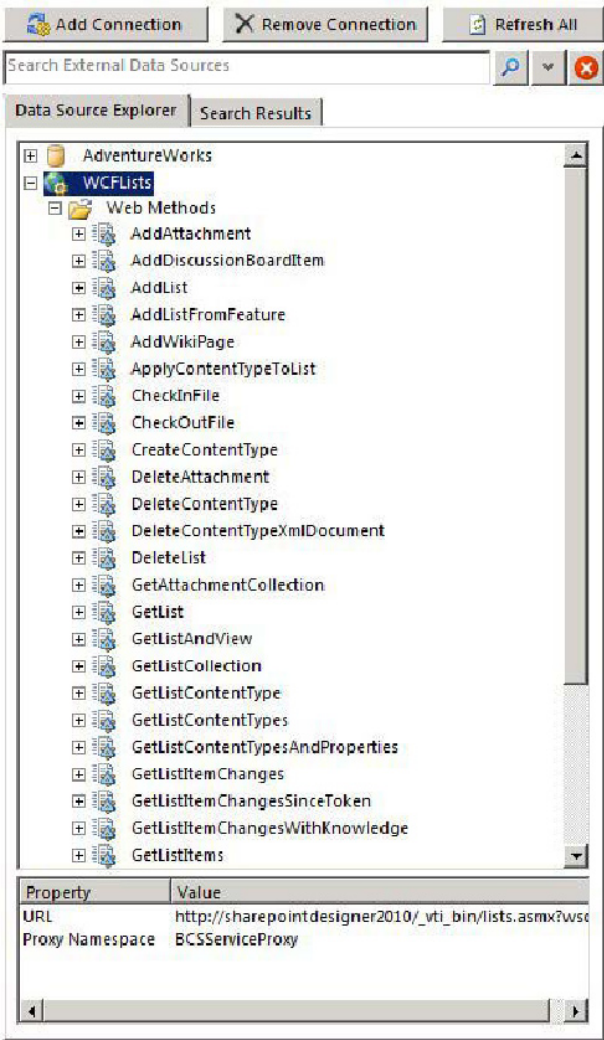 Add Connection Remove Connection Refresh All
Search External Data Sources
Data Source Explorer Search Results
AdventureWorks
WCFLists
Web Methods
AddAttachment
AddDiscussionBoardItem
AddList
AddListFromFeature
AddWikiPage
ApplyContentTypeToList
CheckInFile
CheckOutFile
CreateContentType
DeleteAttachment
DeleteContentType
DeleteContentTypeXmlDocument
DeleteList
GetAttachmentCollection
GetList
GetListAndView
GetListCollection
GetListContentType
GetListContentTypes
GetListContentTypesAndProperties
GetListItemChanges
GetListItemChangesSinceToken
GetListItemChangesWithKnowledge
GetListItems
Property Value
URL http://sharepointdesigner2010/_vti_bin/lists.asmx?wsd
Proxy Namespace BCSServiceProxy